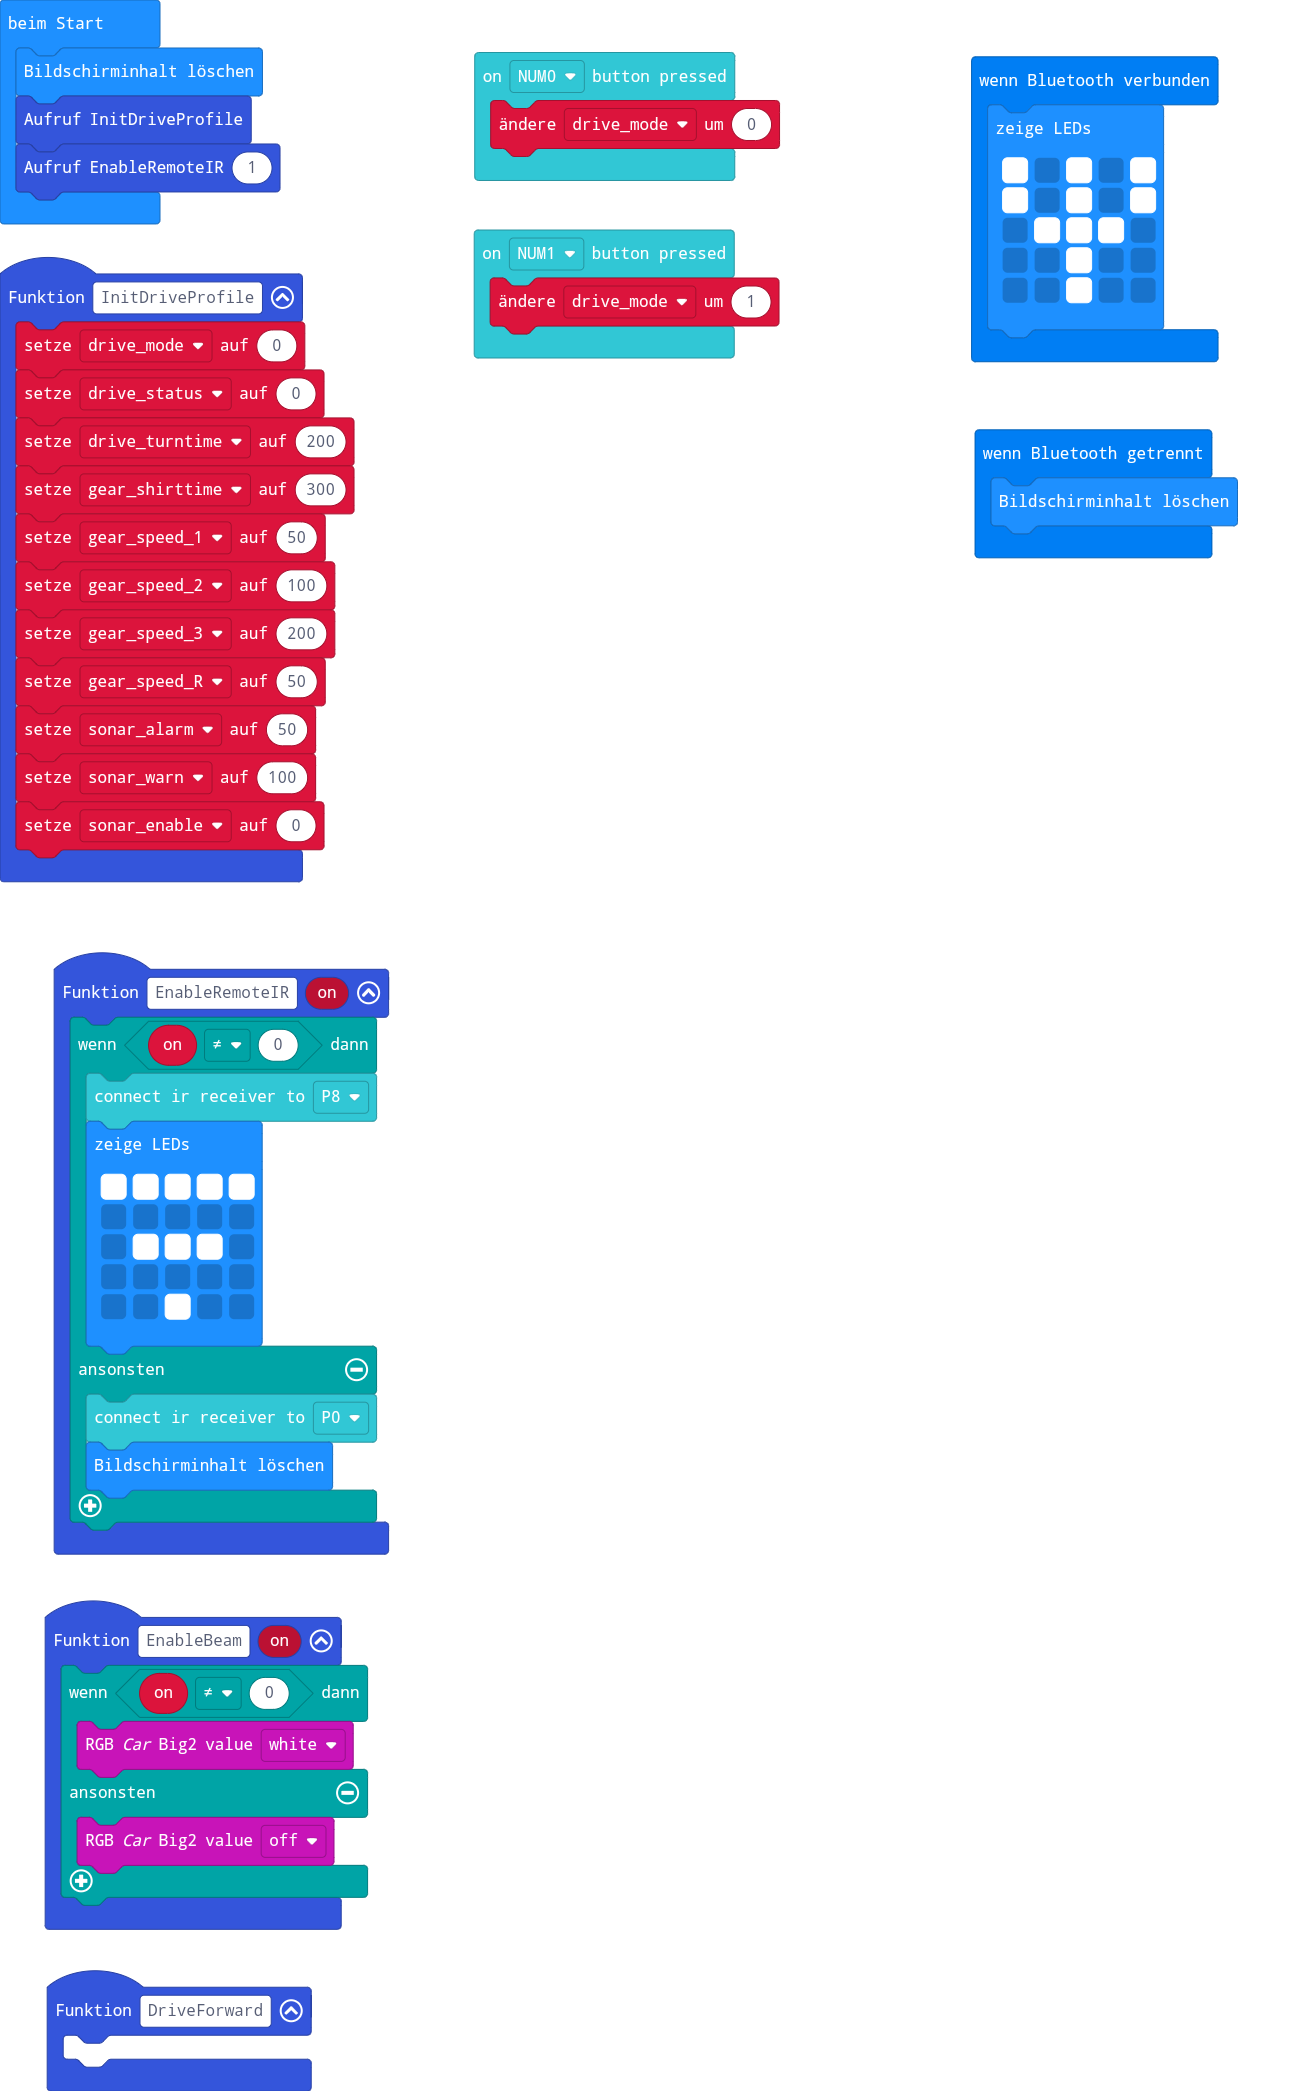 beim Start
Bildschirminhalt löschen
Aufruf InitDriveProfile
Aufruf EnableRemoteIR 1
Funktion InitDriveProfile
setze drive_mode auf 0
setze drive_status auf 0
setze drive_turntime auf 200
setze gear_shirttime auf 300
setze gear_speed_1 auf 50
setze gear_speed_2 auf 100
setze gear_speed_3 auf 200
setze gear_speed_R auf 50
setze sonar_alarm auf 50
setze sonar_warn auf 100
setze sonar_enable auf 0
Funktion EnableRemoteIR on
wenn on ≠ 0 dann
connect ir receiver to P8
zeige LEDs
ansonsten
connect ir receiver to P0
Bildschirminhalt löschen
Funktion EnableBeam on
wenn on ≠ 0 dann
RGB Car Big2 value white
ansonsten
RGB Car Big2 value off
Funktion DriveForward
on NUM0 button pressed
ändere drive_mode um 0
on NUM1 button pressed
ändere drive_mode um 1
wenn Bluetooth verbunden
zeige LEDs
wenn Bluetooth getrennt
Bildschirminhalt löschen